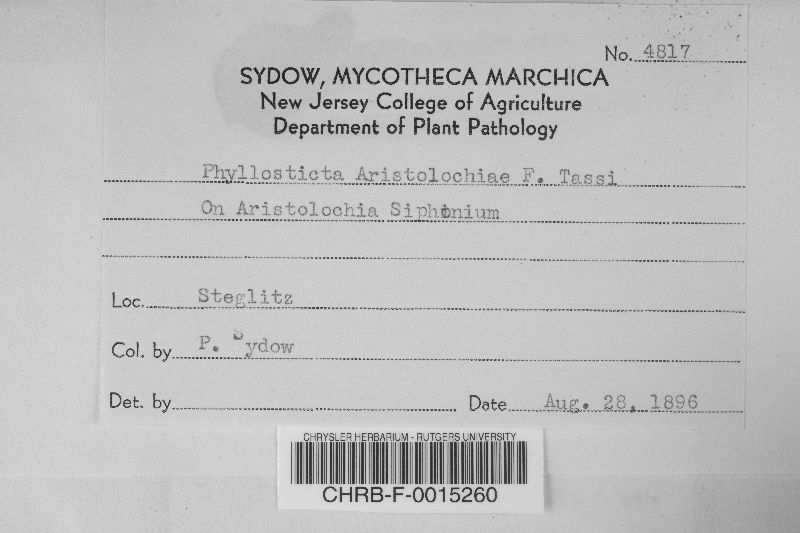 No. 4817
SYDOW, MYCOTHECA MARCHICA
New Jersey College of Agriculture
Department of Plant Pathology
Phyllosticta Aristolochiae F. Tassi
On Aristolochia Siphonium
Loc. Steglitz
Col. by P. Sydow
Det. by Date Aug. 28, 1896
CHRYSLER HERBARIUM - RUTGERS UNIVERSITY
CHRB-F-0015260